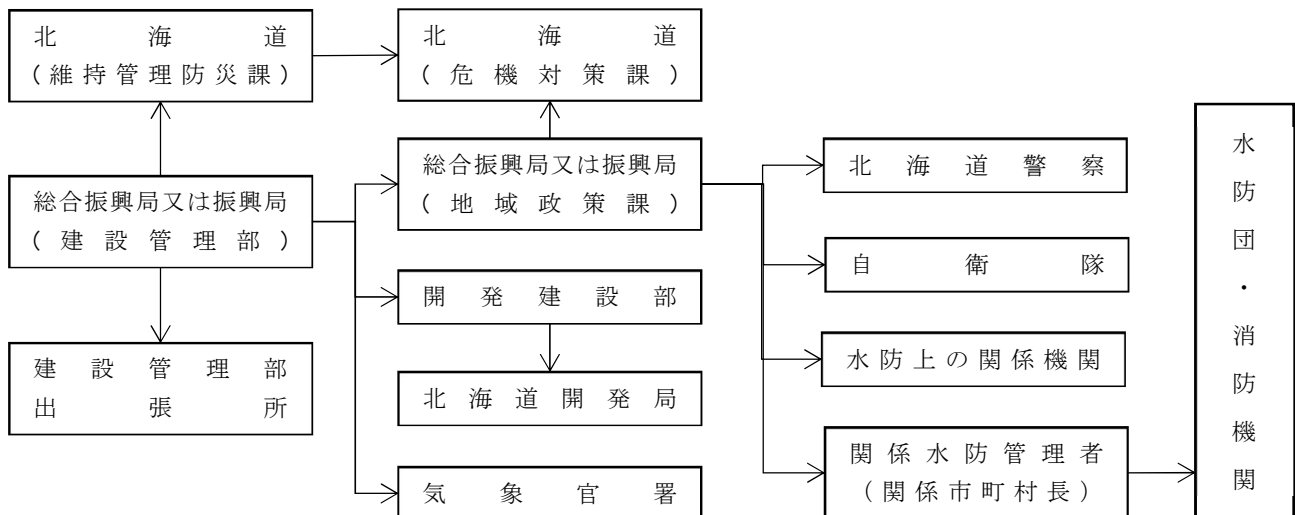 北海道
(維持管理防災課)
北海道
(危機対策課)
総合振興局又は振興局
(建設管理部)
総合振興局又は振興局
(地域政策課)
建設管理部
出張所
開発建設部
北海道開発局
気象官署
北海道警察
自衛隊
水防上の関係機関
関係水防管理者
(関係市町村長)
水防団・消防機関